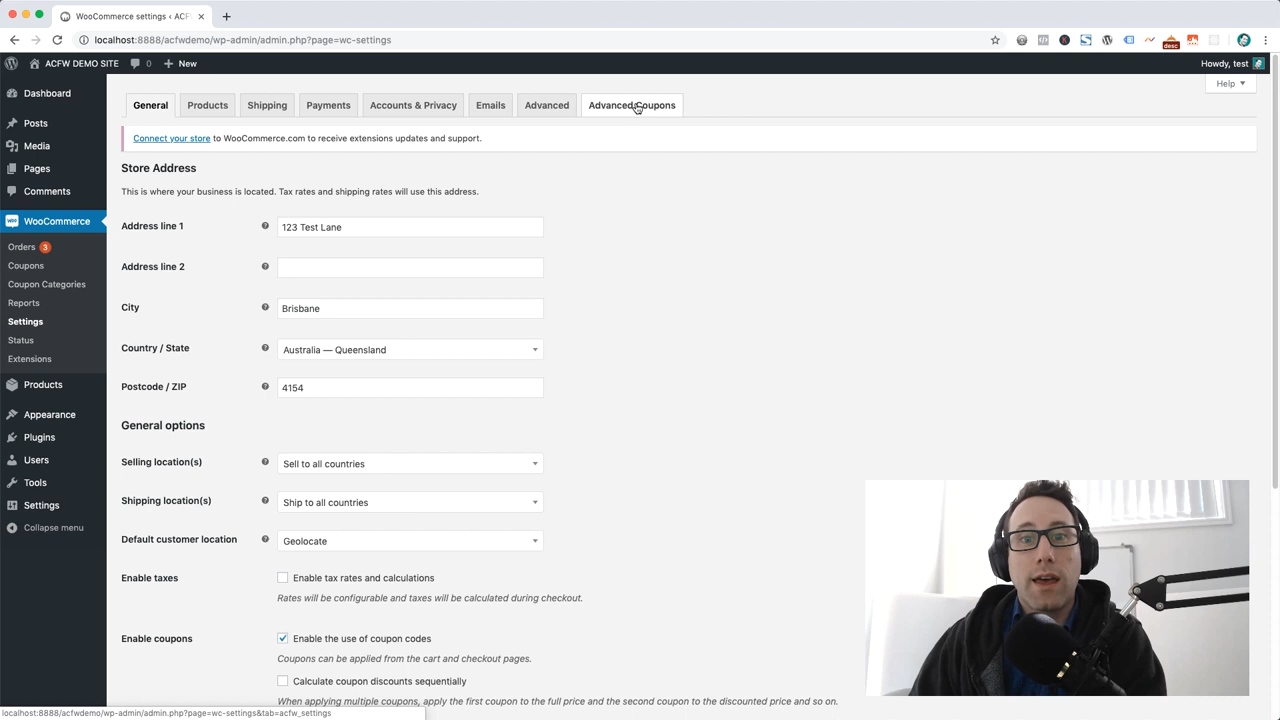 WooCommerce settings ‹ ACF
localhost:8888/acfwdemo/wp-admin/admin.php?page=wc-settings
desc
ACFW DEMO SITE
0
New
Howdy, test
Help
Dashboard
Posts
Media
Pages
Comments
WooCommerce
Orders 3
Coupons
Coupon Categories
Reports
Settings
Status
Extensions
Products
Appearance
Plugins
Users
Tools
Settings
Collapse menu
General
Products
Shipping
Payments
Accounts & Privacy
Emails
Advanced
Advanced Coupons
Connect your store to WooCommerce.com to receive extensions updates and support.
Store Address
This is where your business is located. Tax rates and shipping rates will use this address.
Address line 1
123 Test Lane
Address line 2
City
Brisbane
Country / State
Australia — Queensland
Postcode / ZIP
4154
General options
Selling location(s)
Sell to all countries
Shipping location(s)
Ship to all countries
Default customer location
Geolocate
Enable taxes
Enable tax rates and calculations
Rates will be configurable and taxes will be calculated during checkout.
Enable coupons
Enable the use of coupon codes
Coupons can be applied from the cart and checkout pages.
Calculate coupon discounts sequentially
When applying multiple coupons, apply the first coupon to the full price and the second coupon to the discounted price and so on.
localhost:8888/acfwdemo/wp-admin/admin.php?page=wc-settings&tab=acfw_settings